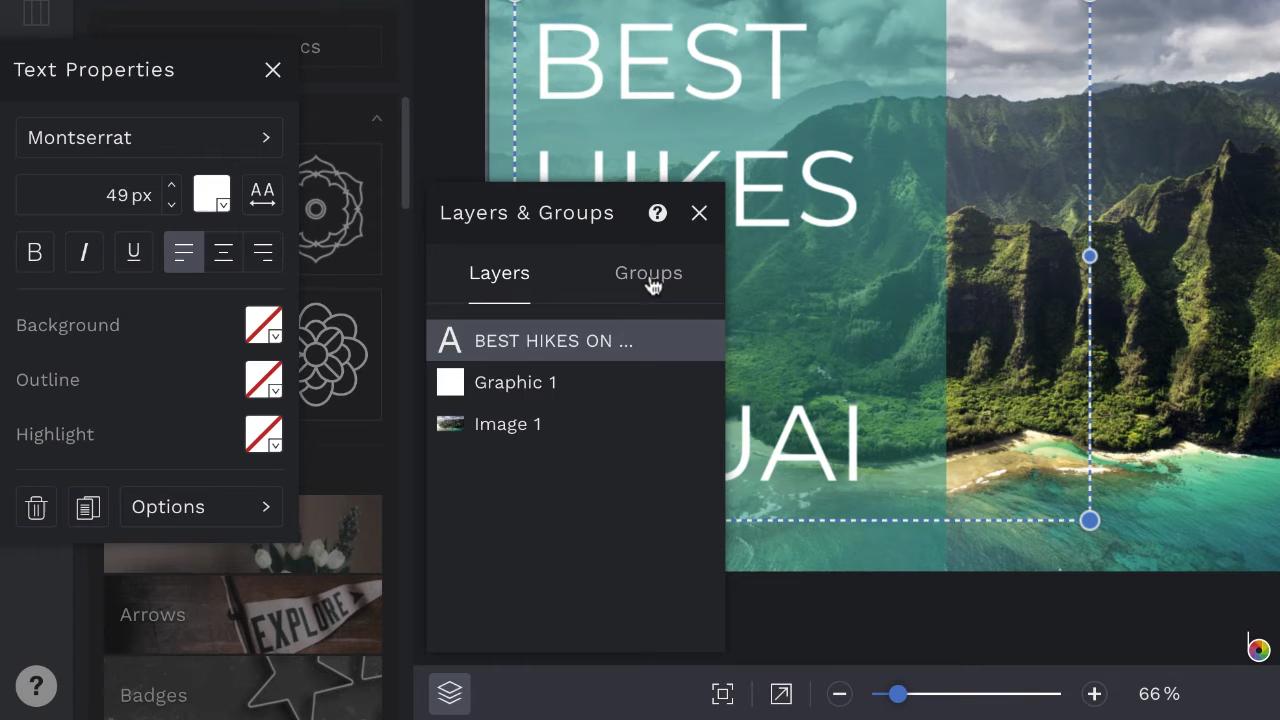 cs
Text Properties
Montserrat
49 px
AA
B I U
Background
Outline
Highlight
Options
EXPLORE
Arrows
Badges
?
BEST
HIKES
UAI
Layers & Groups ?
Layers Groups
A BEST HIKES ON ...
Graphic 1
Image 1
66 %
b